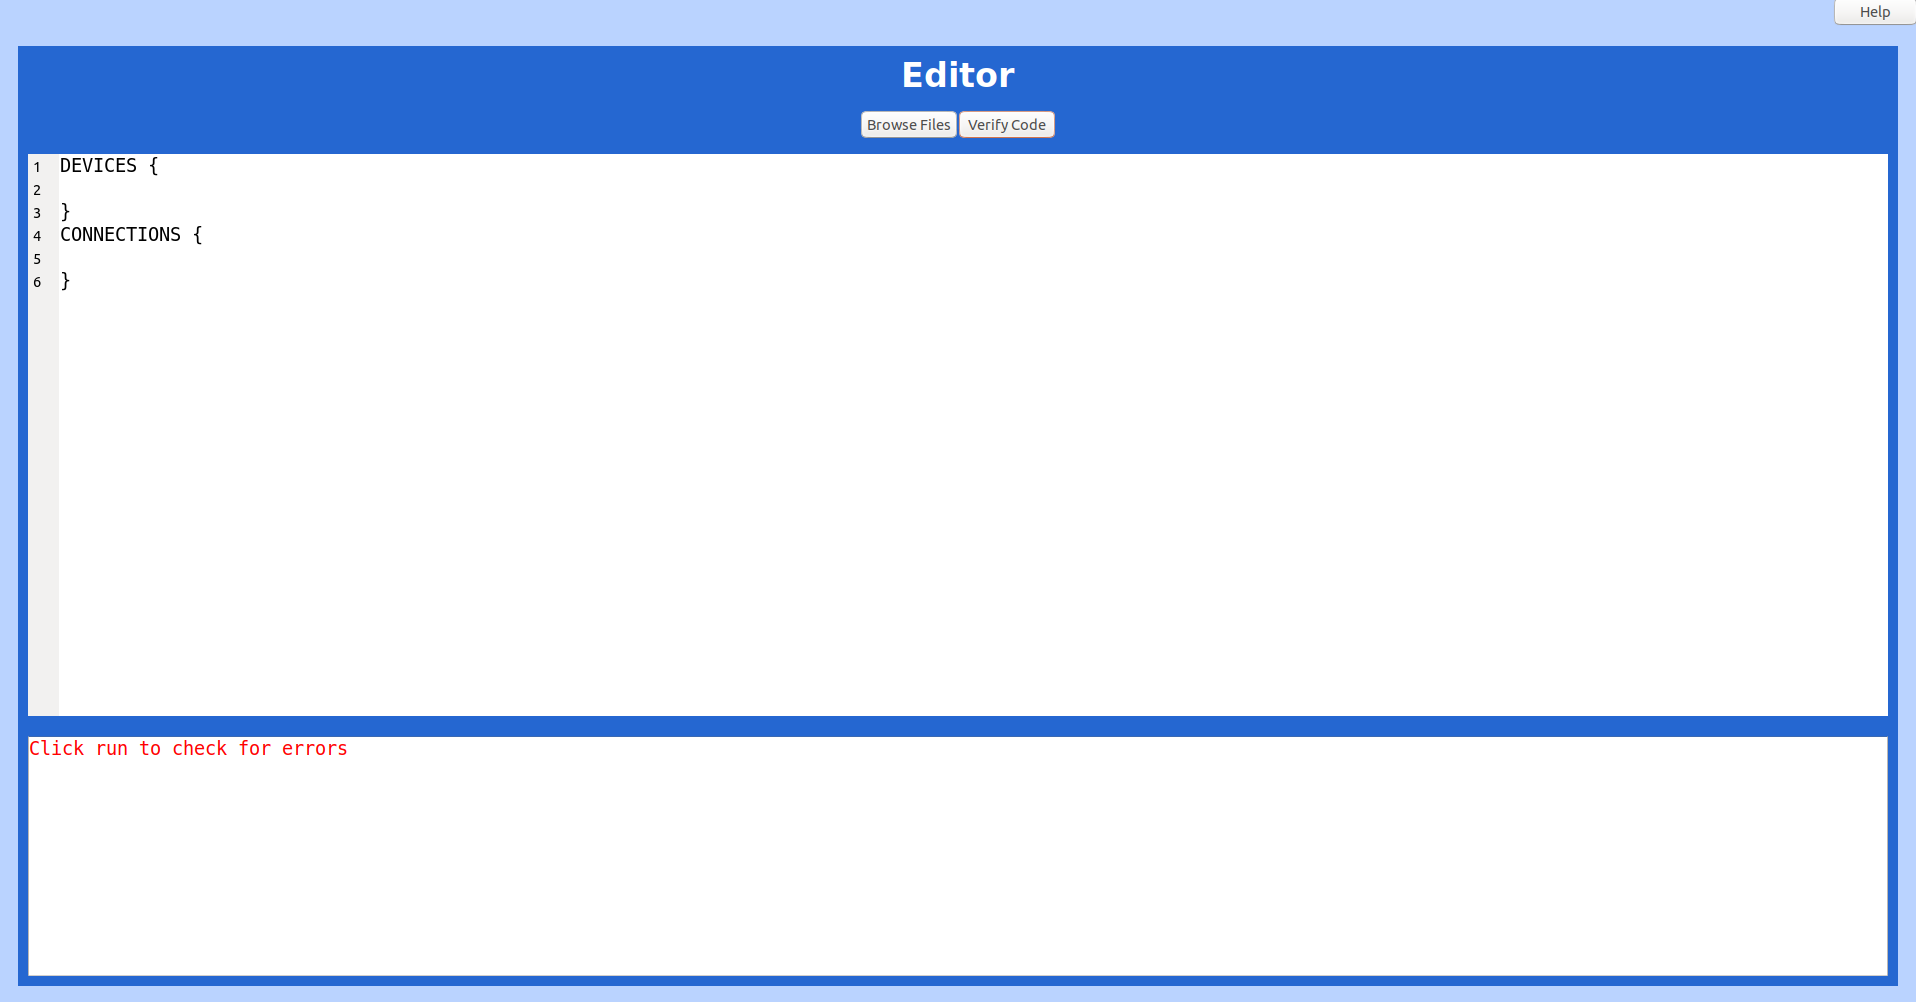 Help
Editor
Browse Files Verify Code
1 DEVICES {
2
3 }
4 CONNECTIONS {
5
6 }
Click run to check for errors